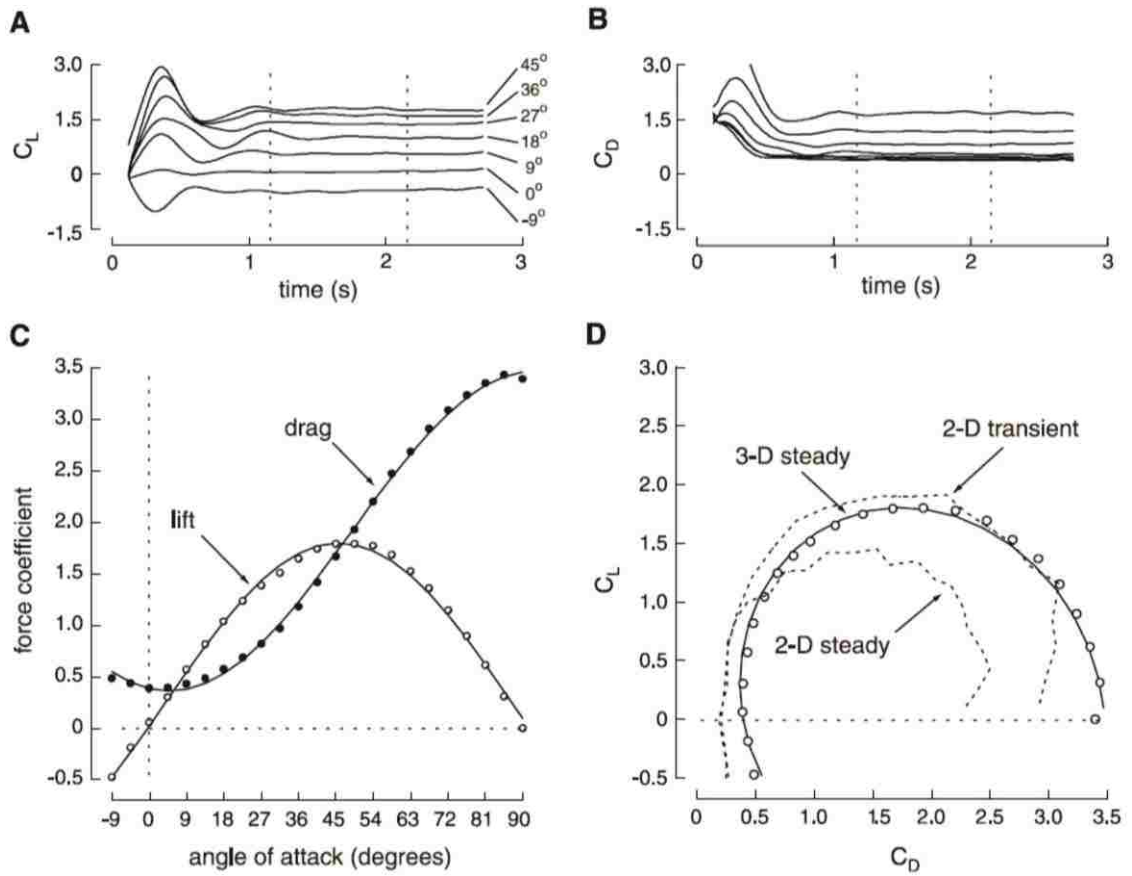 A
C_L
3.0
1.5
0
-1.5
45°
36°
27°
18°
9°
0°
-9°
0 1 2 3
time (s)
B
C_D
3.0
1.5
0
-1.5
0 1 2 3
time (s)
C
force coefficient
3.5
3.0
2.5
2.0
1.5
1.0
0.5
0
-0.5
drag
lift
-9 0 9 18 27 36 45 54 63 72 81 90
angle of attack (degrees)
D
C_L
3.0
2.5
2.0
1.5
1.0
0.5
0
-0.5
2-D transient
3-D steady
2-D steady
0 0.5 1.0 1.5 2.0 2.5 3.0 3.5
C_D